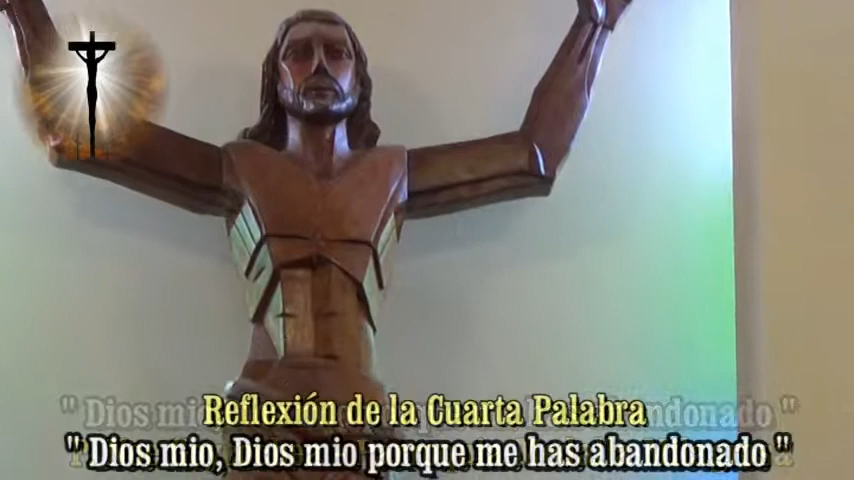 Reflexión de la Cuarta Palabra
" Dios mio, Dios mio porque me has abandonado "